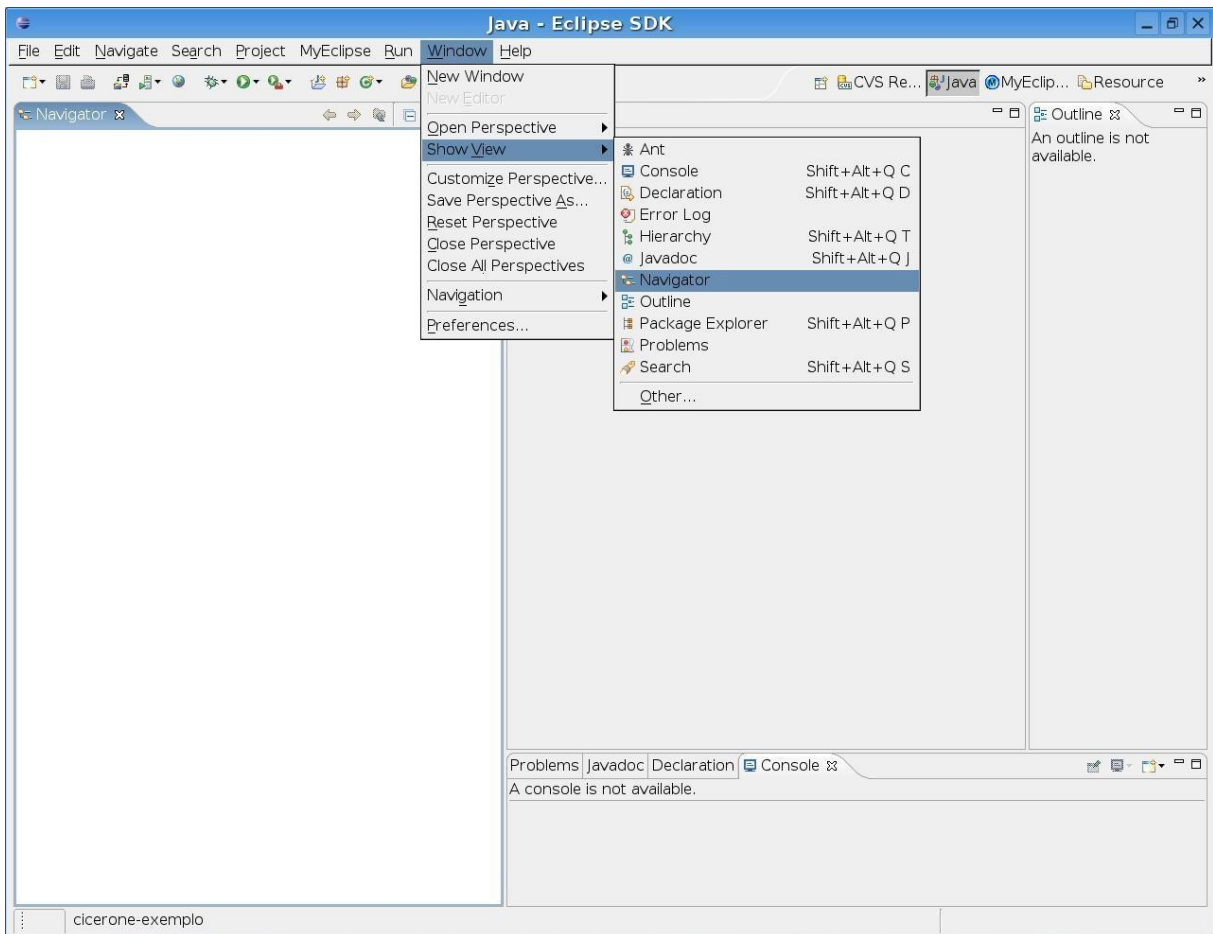 Java - Eclipse SDK
File Edit Navigate Search Project MyEclipse Run Window Help
CVS Re... Java MyEclip... Resource »
Navigator
New Window
New Editor
Open Perspective
Show View
Customize Perspective...
Save Perspective As...
Reset Perspective
Close Perspective
Close All Perspectives
Navigation
Preferences...
Ant
Console Shift+Alt+Q C
Declaration Shift+Alt+Q D
Error Log
Hierarchy Shift+Alt+Q T
Javadoc Shift+Alt+Q J
Navigator
Outline
Package Explorer Shift+Alt+Q P
Problems
Search Shift+Alt+Q S
Other...
Outline
An outline is not
available.
Problems Javadoc Declaration Console
A console is not available.
cicerone-exemplo